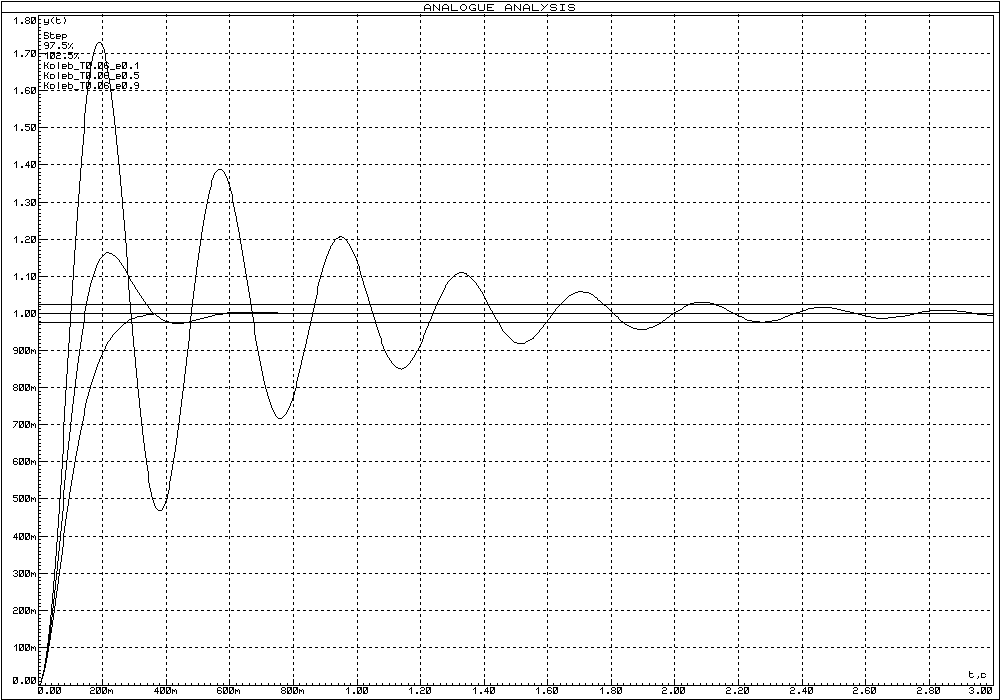 ANALOGUE ANALYSIS
1.80 y(t)
Step
97.5%
102.5%
1.70
Koleb_T0.06_e0.1
Koleb_T0.06_e0.5
Koleb_T0.06_e0.9
1.60
1.50
1.40
1.30
1.20
1.10
1.00
900m
800m
700m
600m
500m
400m
300m
200m
100m
t,c
0.00
0.00 200m 400m 600m 800m 1.00 1.20 1.40 1.60 1.80 2.00 2.20 2.40 2.60 2.80 3.00